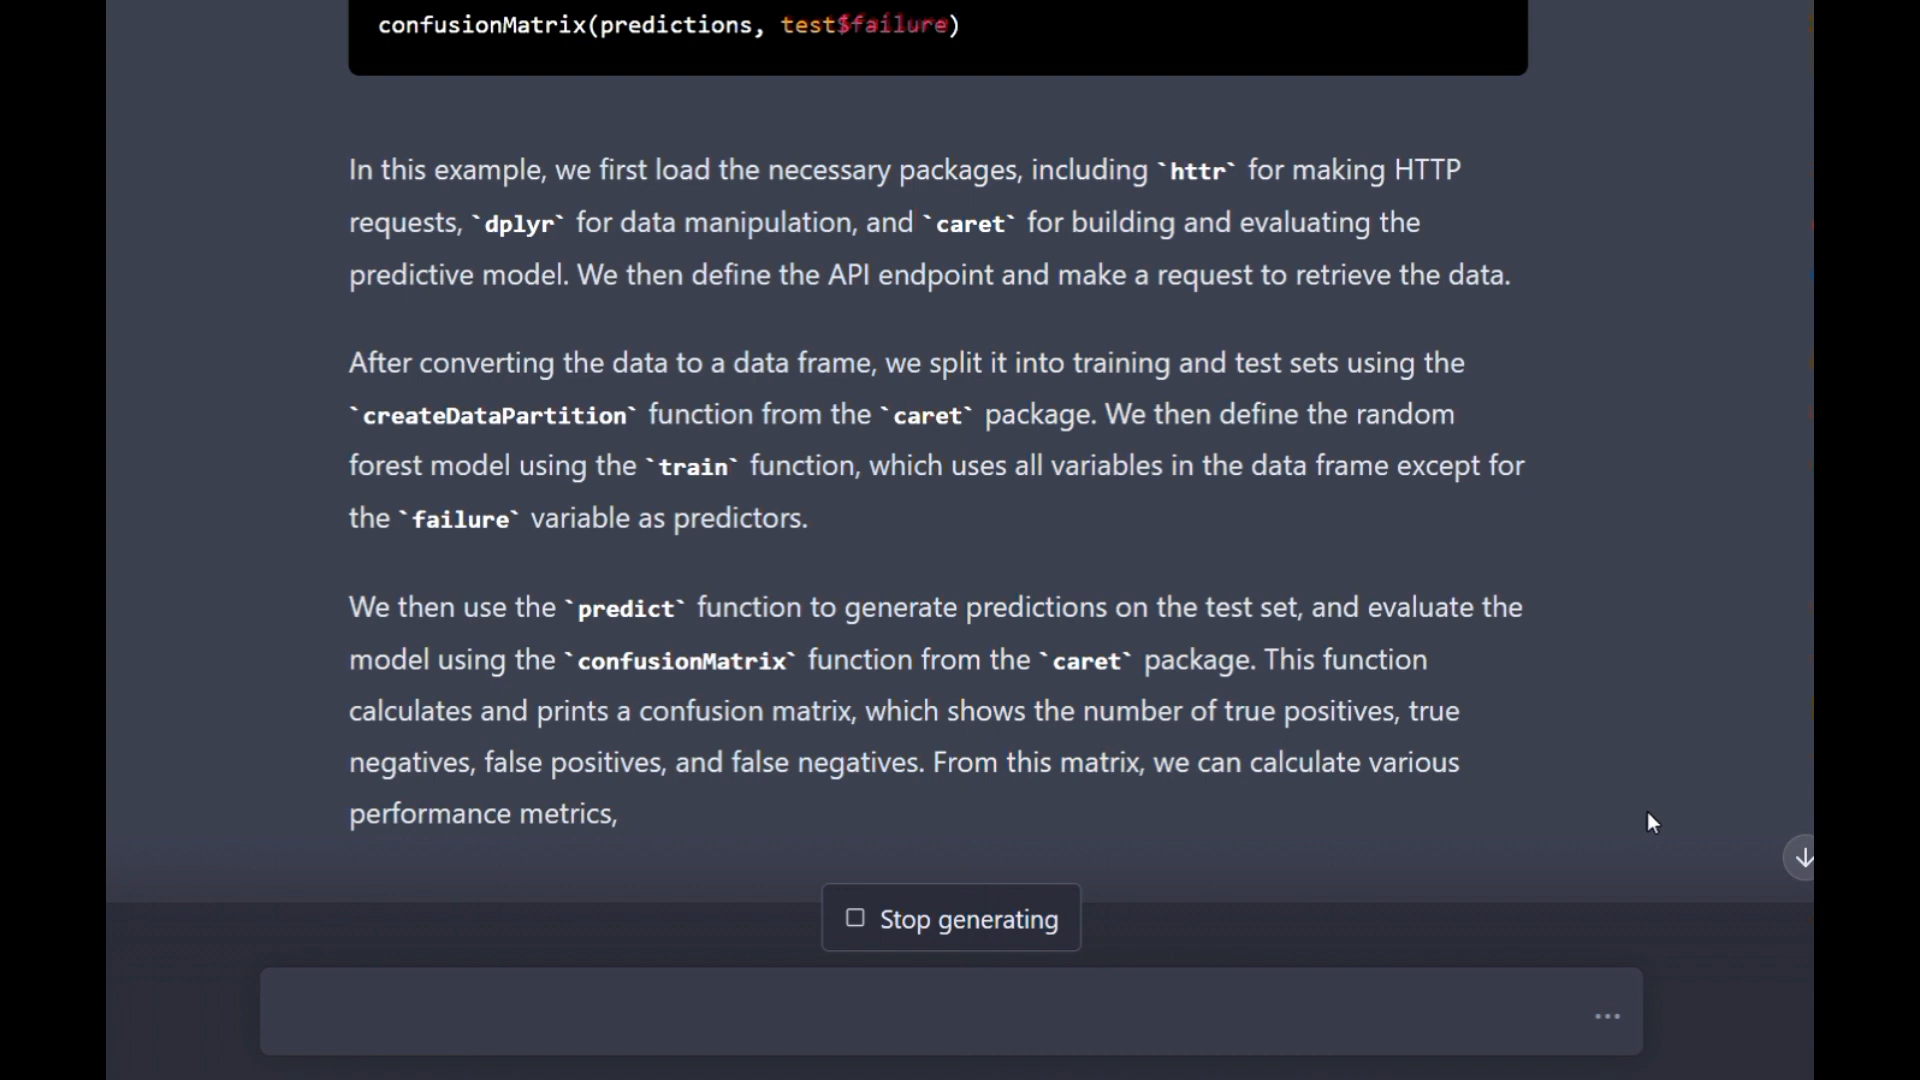 confusionMatrix(predictions, test$failure)
In this example, we first load the necessary packages, including `httr` for making HTTP
requests, `dplyr` for data manipulation, and `caret` for building and evaluating the
predictive model. We then define the API endpoint and make a request to retrieve the data.
After converting the data to a data frame, we split it into training and test sets using the
`createDataPartition` function from the `caret` package. We then define the random
forest model using the `train` function, which uses all variables in the data frame except for
the `failure` variable as predictors.
We then use the `predict` function to generate predictions on the test set, and evaluate the
model using the `confusionMatrix` function from the `caret` package. This function
calculates and prints a confusion matrix, which shows the number of true positives, true
negatives, false positives, and false negatives. From this matrix, we can calculate various
performance metrics,
Stop generating